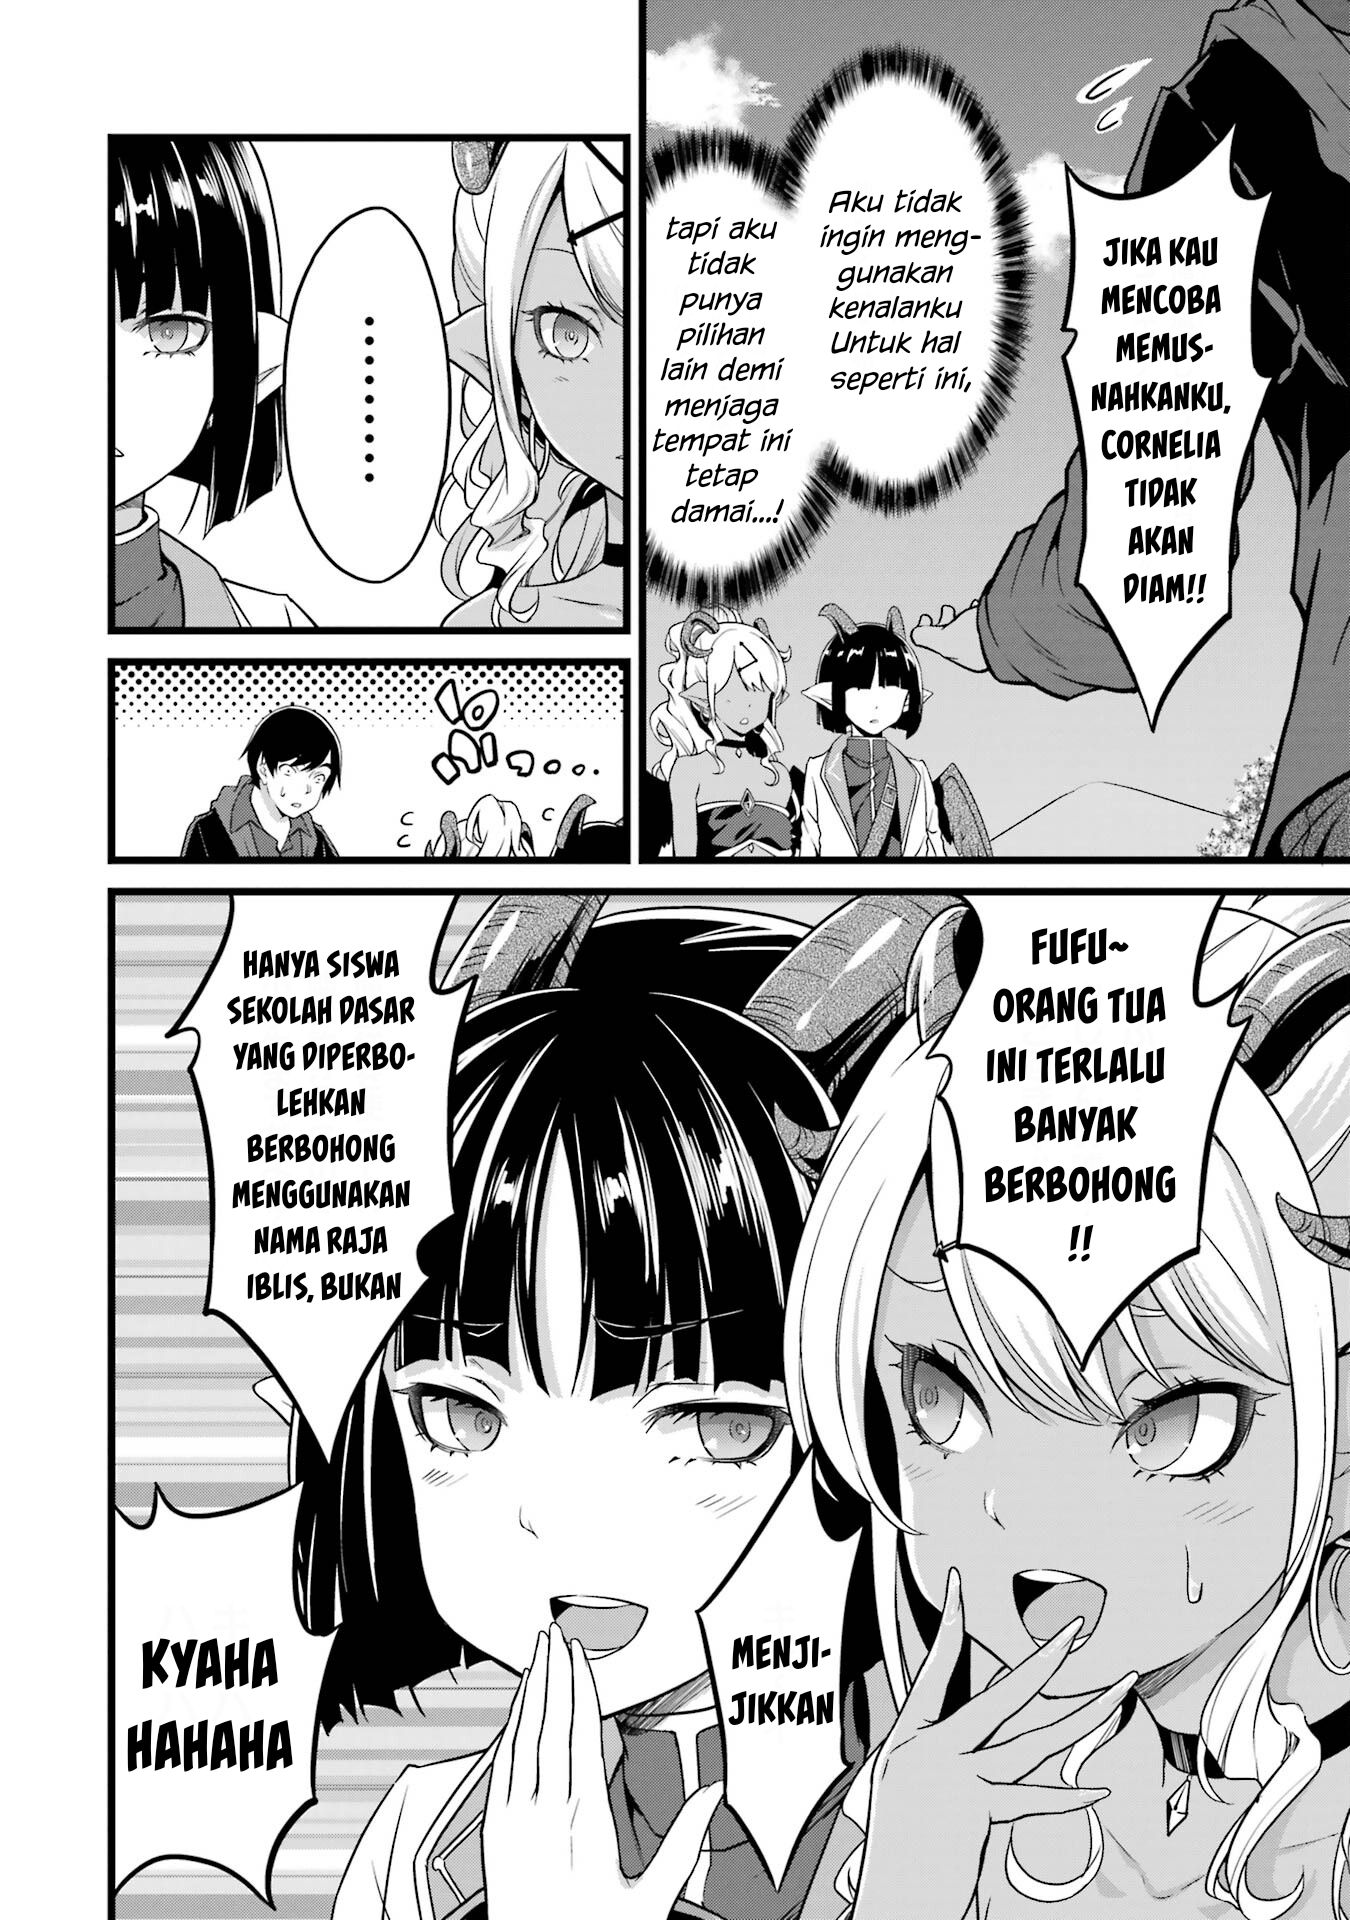 JIKA KAU
MENCOBA
MEMUS-
NAHKANKU,
CORNELIA
TIDAK
AKAN
DIAM!!
Aku tidak
ingin meng-
gunakan
kenalanku
Untuk hal
seperti ini,
tapi aku
tidak
punya
pilihan
lain demi
menjaga
tempat ini
tetap
damai...!
.........
FUFU~
ORANG TUA
INI TERLALU
BANYAK
BERBOHONG
!!
HANYA SISWA
SEKOLAH DASAR
YANG DIPERBO-
LEHKAN
BERBOHONG
MENGGUNAKAN
NAMA RAJA
IBLIS, BUKAN
MENJI-
JIKKAN
KYAHA
HAHAHA